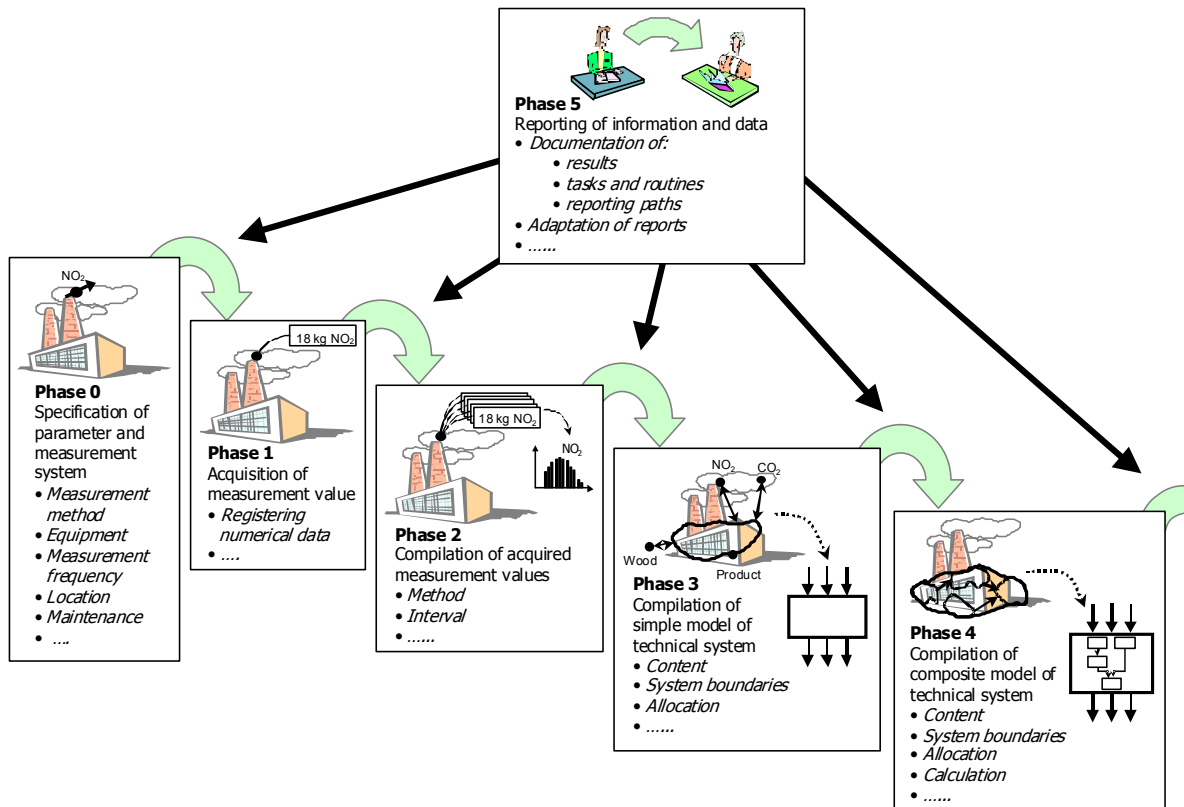 Phase 5
Reporting of information and data
• Documentation of:
• results
• tasks and routines
• reporting paths
• Adaptation of reports
• ......
NO2
Phase 0
Specification of
parameter and
measurement
system
• Measurement
method
• Equipment
• Measurement
frequency
• Location
• Maintenance
• ....
18 kg NO2
Phase 1
Acquisition of
measurement value
• Registering
numerical data
• ....
18 kg NO2
NO2
Phase 2
Compilation of acquired
measurement values
• Method
• Interval
• ......
NO2
CO2
Wood
Product
Phase 3
Compilation of
simple model of
technical system
• Content
• System boundaries
• Allocation
• ......
Phase 4
Compilation of
composite model of
technical system
• Content
• System boundaries
• Allocation
• Calculation
• ......